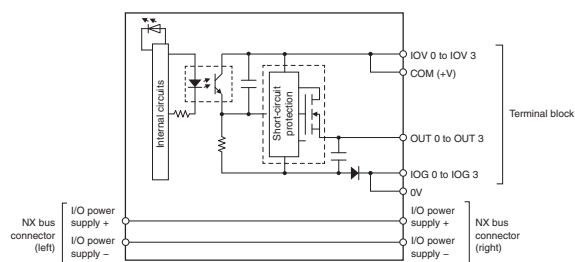 IOV 0 to IOV 3
COM (+V)
Internal circuits
Short-circuit
protection
Terminal block
OUT 0 to OUT 3
IOG 0 to IOG 3
0V
NX bus
connector
(left)
I/O power
supply +
I/O power
supply –
I/O power
supply +
I/O power
supply –
NX bus
connector
(right)